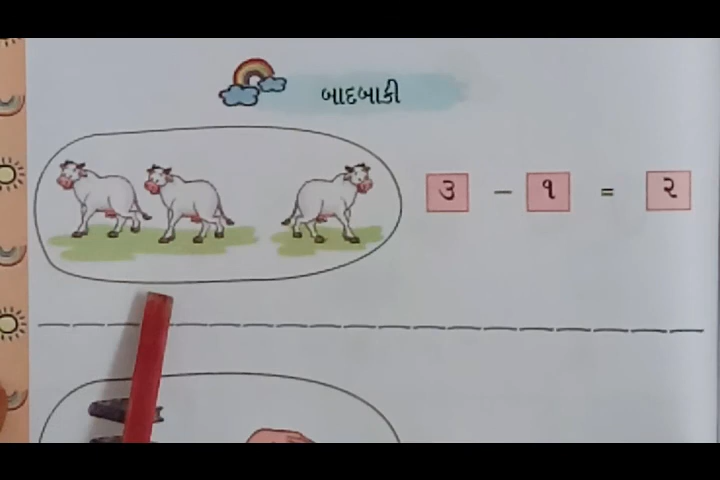 બાદબાકી
૩ − ૧ = ૨